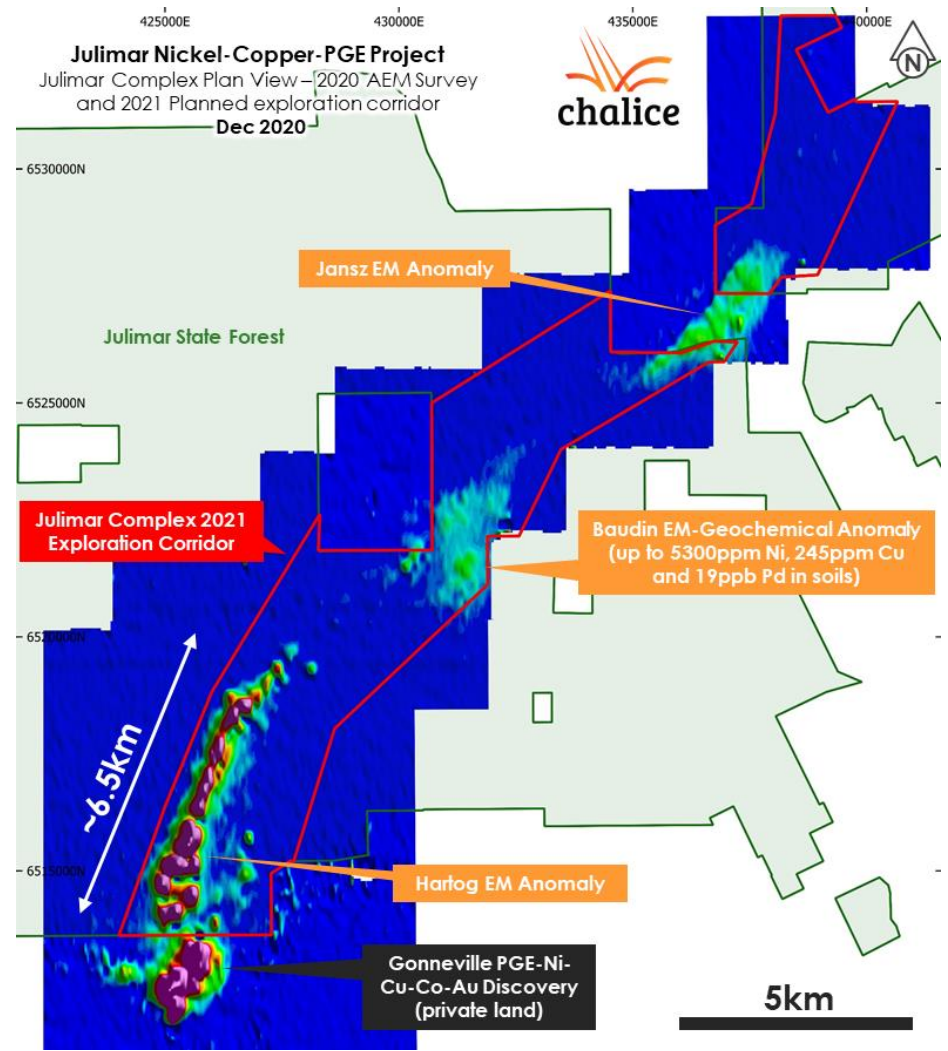 425000E
430000E
435000E
440000E
Julimar Nickel-Copper-PGE Project
Julimar Complex Plan View – 2020 AEM Survey
and 2021 Planned exploration corridor
Dec 2020
chalice
N
6530000N
Jansz EM Anomaly
Julimar State Forest
6525000N
Julimar Complex 2021
Exploration Corridor
Baudin EM-Geochemical Anomaly
(up to 5300ppm Ni, 245ppm Cu
and 19ppb Pd in soils)
6520000N
~6.5km
6515000N
Hartog EM Anomaly
Gonneville PGE-Ni-
Cu-Co-Au Discovery
(private land)
5km